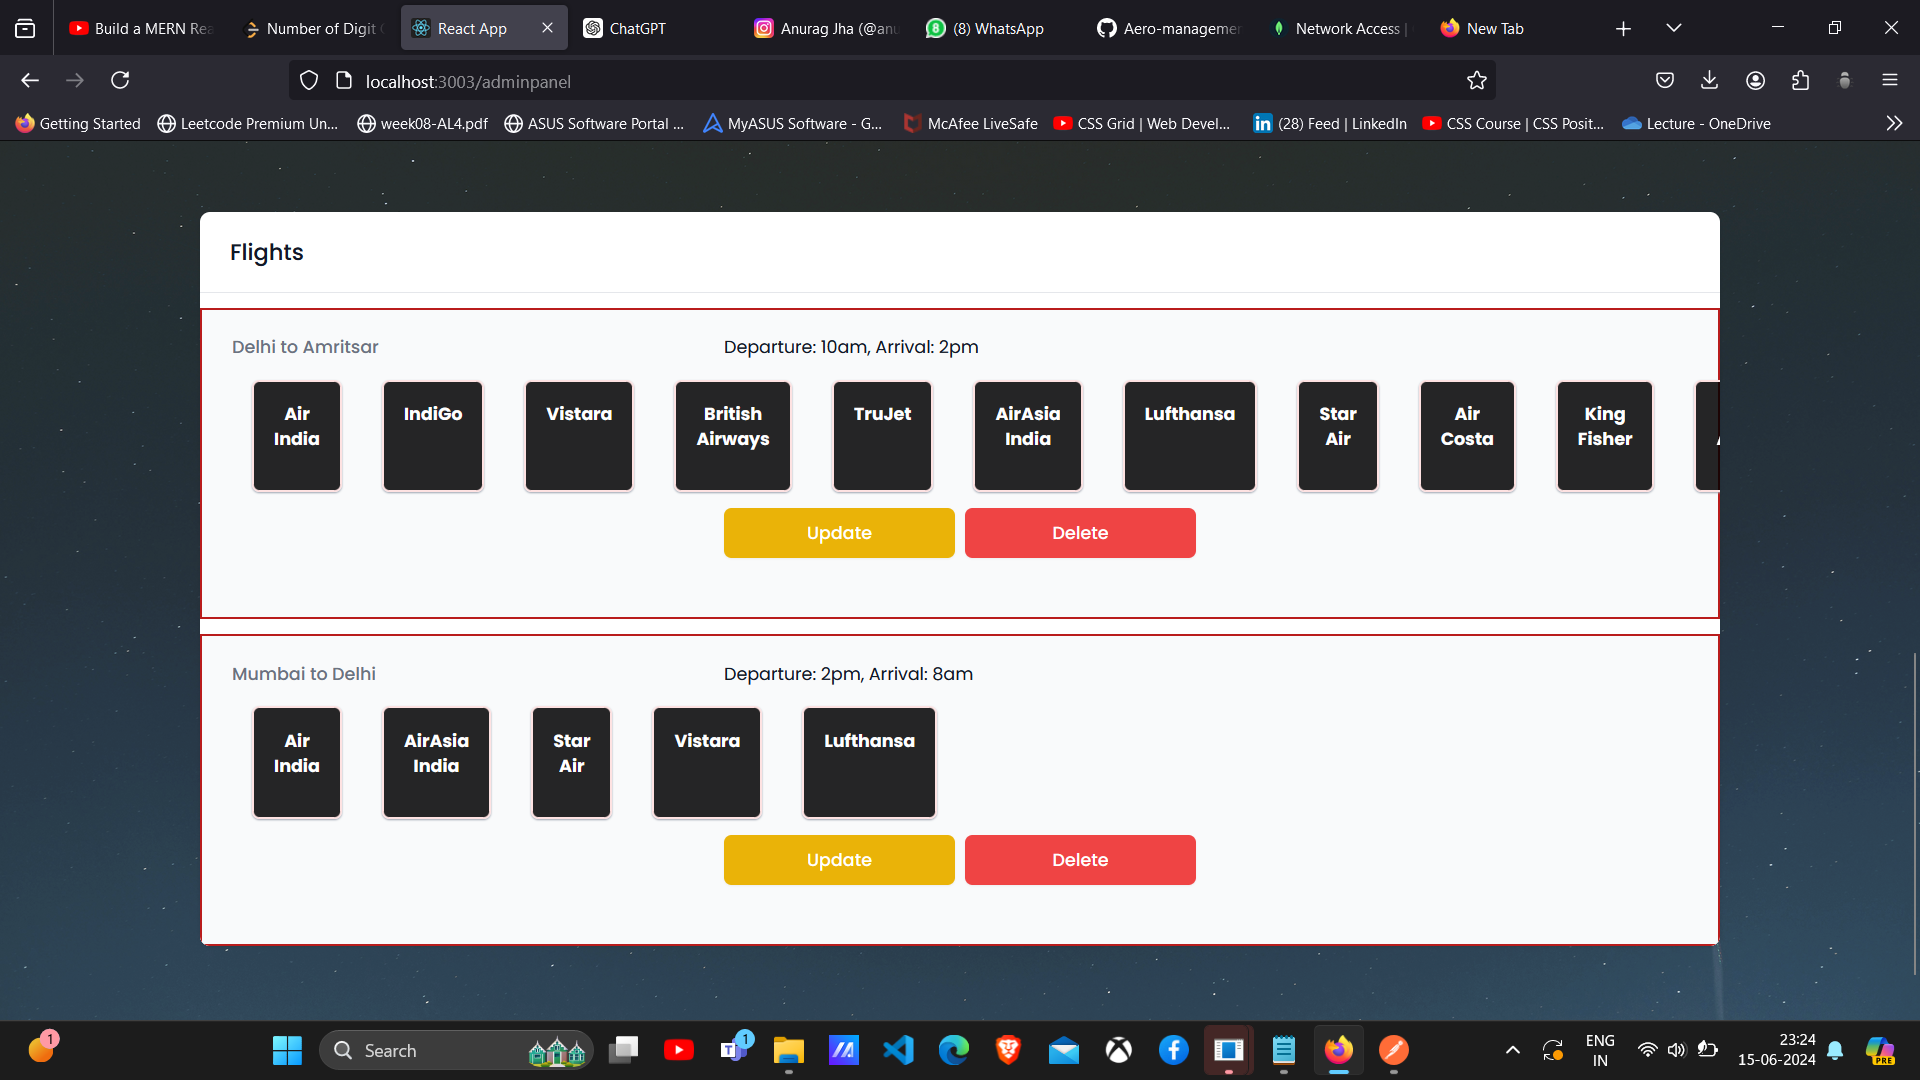 Build a MERN Rea
Number of Digit
React App
ChatGPT
Anurag Jha (@anu
(8) WhatsApp
Aero-managemer
Network Access |
New Tab
localhost:3003/adminpanel
Getting Started
Leetcode Premium Un...
week08-AL4.pdf
ASUS Software Portal ...
MyASUS Software - G...
McAfee LiveSafe
CSS Grid | Web Devel...
(28) Feed | LinkedIn
CSS Course | CSS Posit...
Lecture - OneDrive
Flights
Delhi to Amritsar
Departure: 10am, Arrival: 2pm
Air
India
IndiGo
Vistara
British
Airways
TruJet
AirAsia
India
Lufthansa
Star
Air
Air
Costa
King
Fisher
Update
Delete
Mumbai to Delhi
Departure: 2pm, Arrival: 8am
Air
India
AirAsia
India
Star
Air
Vistara
Lufthansa
Update
Delete
1
Search
1
ENG
IN
23:24
15-06-2024
PRE